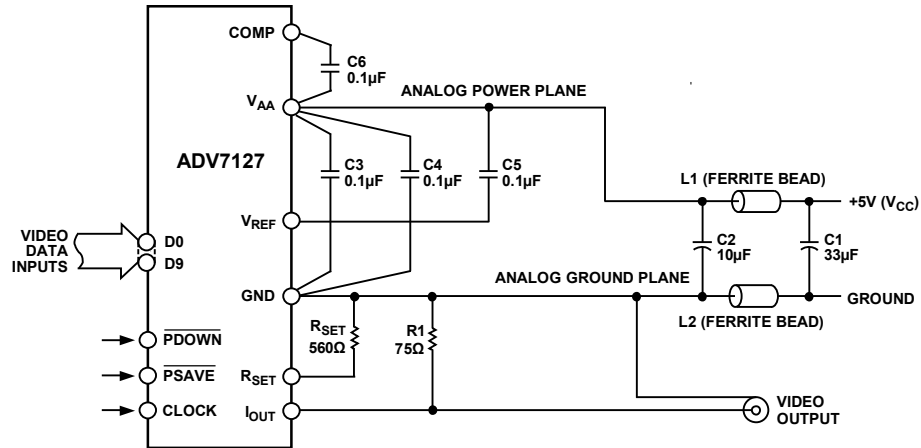 COMP
C6
0.1µF
ANALOG POWER PLANE
VAA
ADV7127
C3
0.1µF
C4
0.1µF
C5
0.1µF
L1 (FERRITE BEAD)
+5V (VCC)
VREF
VIDEO
DATA
INPUTS
D0
D9
C2
10µF
C1
33µF
ANALOG GROUND PLANE
GND
GROUND
L2 (FERRITE BEAD)
RSET
560Ω
R1
75Ω
PDOWN
PSAVE
RSET
CLOCK
IOUT
VIDEO
OUTPUT